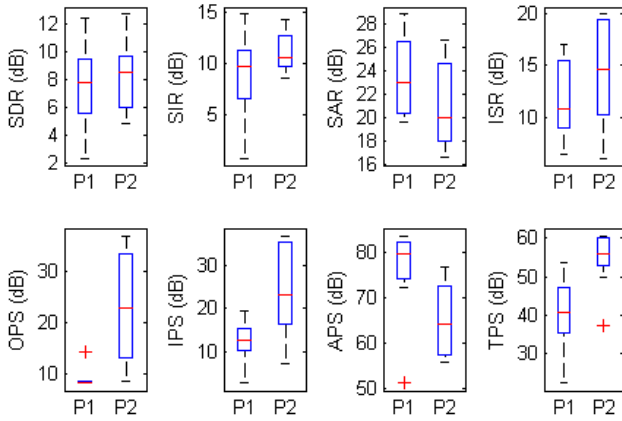 SDR (dB)
12
10
8
6
4
2
P1 P2
SIR (dB)
15
10
5
P1 P2
SAR (dB)
28
26
24
22
20
18
16
P1 P2
ISR (dB)
20
15
10
P1 P2
OPS (dB)
30
20
10
P1 P2
IPS (dB)
30
20
10
P1 P2
APS (dB)
80
70
60
50
P1 P2
TPS (dB)
60
50
40
30
P1 P2